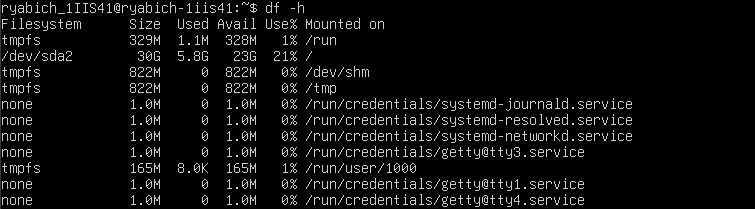 ryabich_1IIS41@ryabich-1iis41:~$ df -h
Filesystem      Size  Used Avail Use% Mounted on
tmpfs           329M  1.1M  328M   1% /run
/dev/sda2        30G  5.8G   23G  21% /
tmpfs           822M     0  822M   0% /dev/shm
tmpfs           822M     0  822M   0% /tmp
none            1.0M     0  1.0M   0% /run/credentials/systemd-journald.service
none            1.0M     0  1.0M   0% /run/credentials/systemd-resolved.service
none            1.0M     0  1.0M   0% /run/credentials/systemd-networkd.service
none            1.0M     0  1.0M   0% /run/credentials/getty@tty3.service
tmpfs           165M  8.0K  165M   1% /run/user/1000
none            1.0M     0  1.0M   0% /run/credentials/getty@tty1.service
none            1.0M     0  1.0M   0% /run/credentials/getty@tty4.service